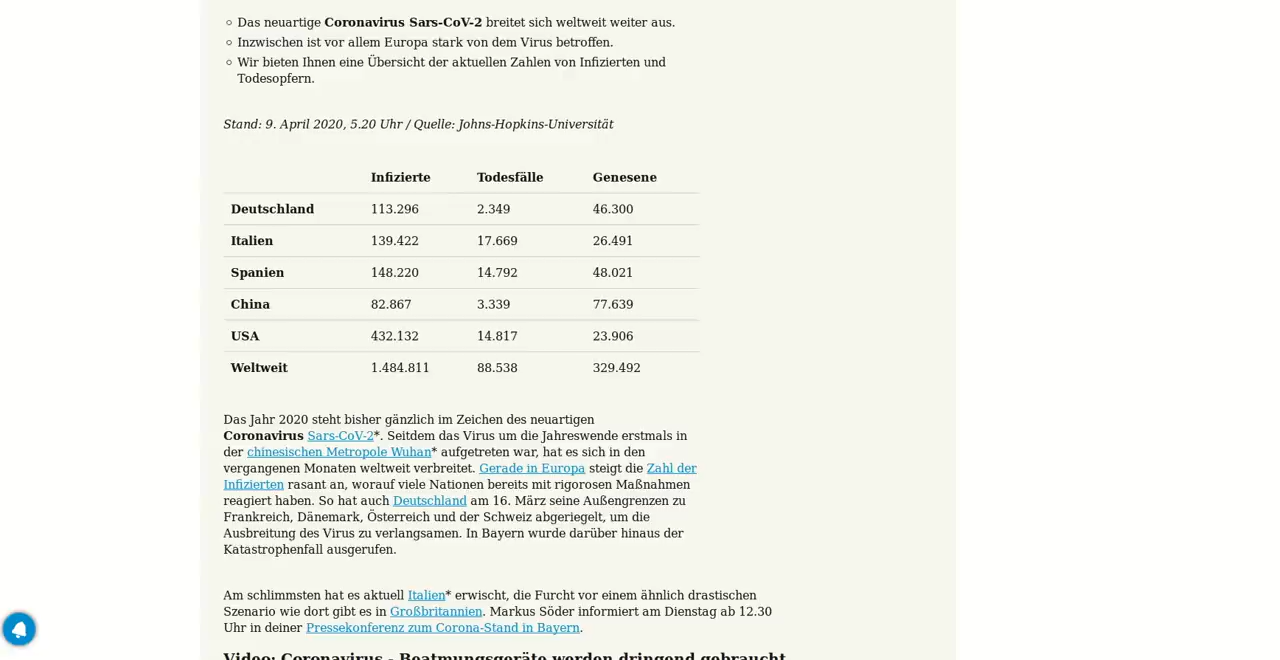 Das neuartige Coronavirus Sars-CoV-2 breitet sich weltweit weiter aus.
Inzwischen ist vor allem Europa stark von dem Virus betroffen.
Wir bieten Ihnen eine Übersicht der aktuellen Zahlen von Infizierten und
Todesopfern.
Stand: 9. April 2020, 5.20 Uhr / Quelle: Johns-Hopkins-Universität
Infizierte Todesfälle Genesene
Deutschland 113.296 2.349 46.300
Italien 139.422 17.669 26.491
Spanien 148.220 14.792 48.021
China 82.867 3.339 77.639
USA 432.132 14.817 23.906
Weltweit 1.484.811 88.538 329.492
Das Jahr 2020 steht bisher gänzlich im Zeichen des neuartigen
Coronavirus Sars-CoV-2*. Seitdem das Virus um die Jahreswende erstmals in
der chinesischen Metropole Wuhan* aufgetreten war, hat es sich in den
vergangenen Monaten weltweit verbreitet. Gerade in Europa steigt die Zahl der
Infizierten rasant an, worauf viele Nationen bereits mit rigorosen Maßnahmen
reagiert haben. So hat auch Deutschland am 16. März seine Außengrenzen zu
Frankreich, Dänemark, Österreich und der Schweiz abgeriegelt, um die
Ausbreitung des Virus zu verlangsamen. In Bayern wurde darüber hinaus der
Katastrophenfall ausgerufen.
Am schlimmsten hat es aktuell Italien* erwischt, die Furcht vor einem ähnlich drastischen
Szenario wie dort gibt es in Großbritannien. Markus Söder informiert am Dienstag ab 12.30
Uhr in deiner Pressekonferenz zum Corona-Stand in Bayern.
Video: Coronavirus - Beatmungsgeräte werden dringend gebraucht